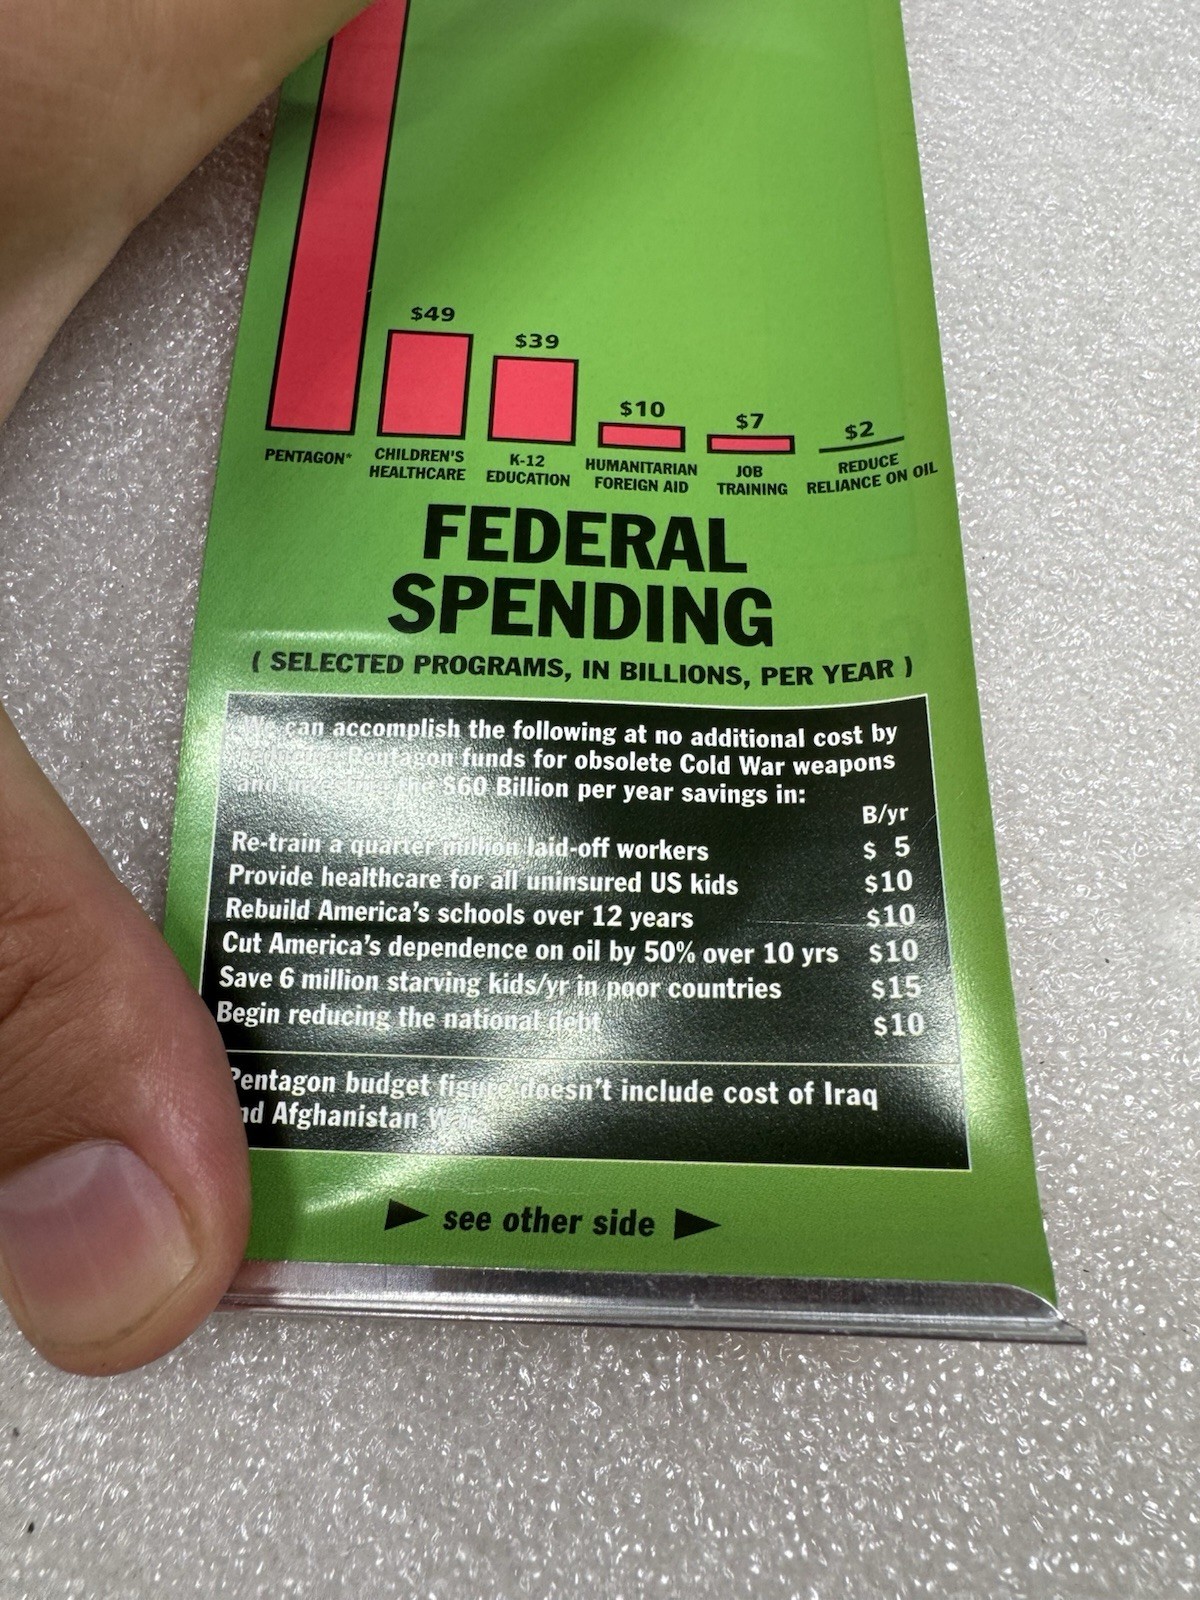 $49
$39
$10
$7
$2
PENTAGON*
CHILDREN'S
HEALTHCARE
K-12
EDUCATION
HUMANITARIAN
FOREIGN AID
JOB
TRAINING
REDUCE
RELIANCE ON OIL
FEDERAL
SPENDING
( SELECTED PROGRAMS, IN BILLIONS, PER YEAR )
We can accomplish the following at no additional cost by
Pentagon funds for obsolete Cold War weapons
and the $60 Billion per year savings in:
B/yr
Re-train a quarter million laid-off workers $ 5
Provide healthcare for all uninsured US kids $10
Rebuild America's schools over 12 years $10
Cut America's dependence on oil by 50% over 10 yrs $10
Save 6 million starving kids/yr in poor countries $15
Begin reducing the national debt $10
Pentagon budget figure doesn't include cost of Iraq
nd Afghanistan
▶ see other side ▶